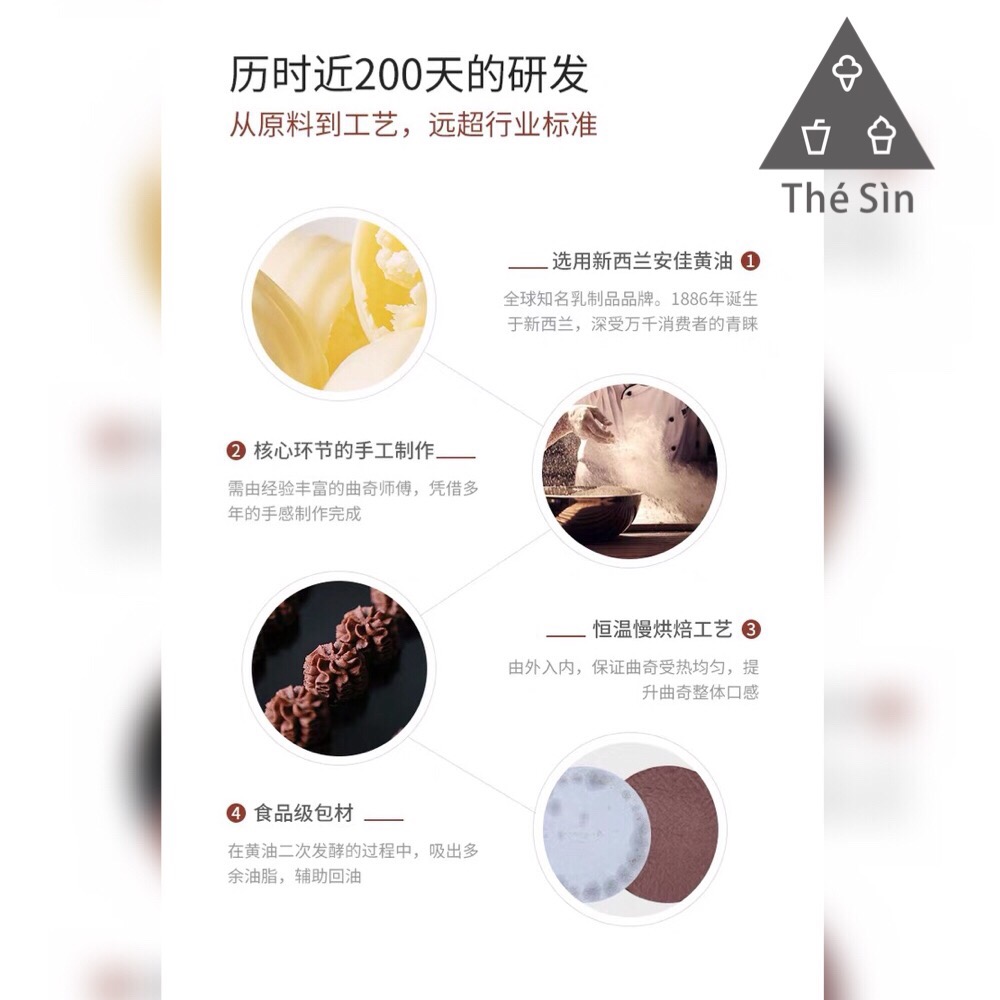 历时近200天的研发
从原料到工艺，远超行业标准
Thé Sìn
选用新西兰安佳黄油 1
全球知名乳制品品牌。1886年诞生
于新西兰，深受万千消费者的青睐
2 核心环节的手工制作
需由经验丰富的曲奇师傅，凭借多
年的手感制作完成
恒温慢烘焙工艺 3
由外入内，保证曲奇受热均匀，提
升曲奇整体口感
4 食品级包材
在黄油二次发酵的过程中，吸出多
余油脂，辅助回油